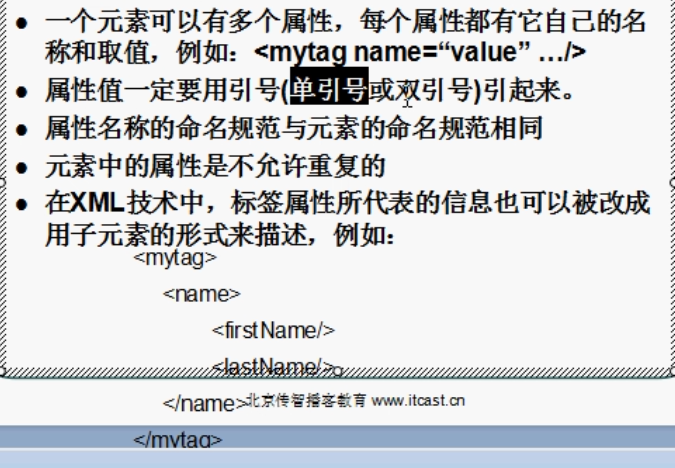 ● 一个元素可以有多个属性，每个属性都有它自己的名
称和取值，例如：<mytag name=“value” …/>
● 属性值一定要用引号(单引号或双引号)引起来。
● 属性名称的命名规范与元素的命名规范相同
● 元素中的属性是不允许重复的
● 在XML技术中，标签属性所代表的信息也可以被改成
用子元素的形式来描述，例如：
<mytag>
<name>
<firstName/>
<lastName/>
</name>
北京传智播客教育 www.itcast.cn
</mytag>